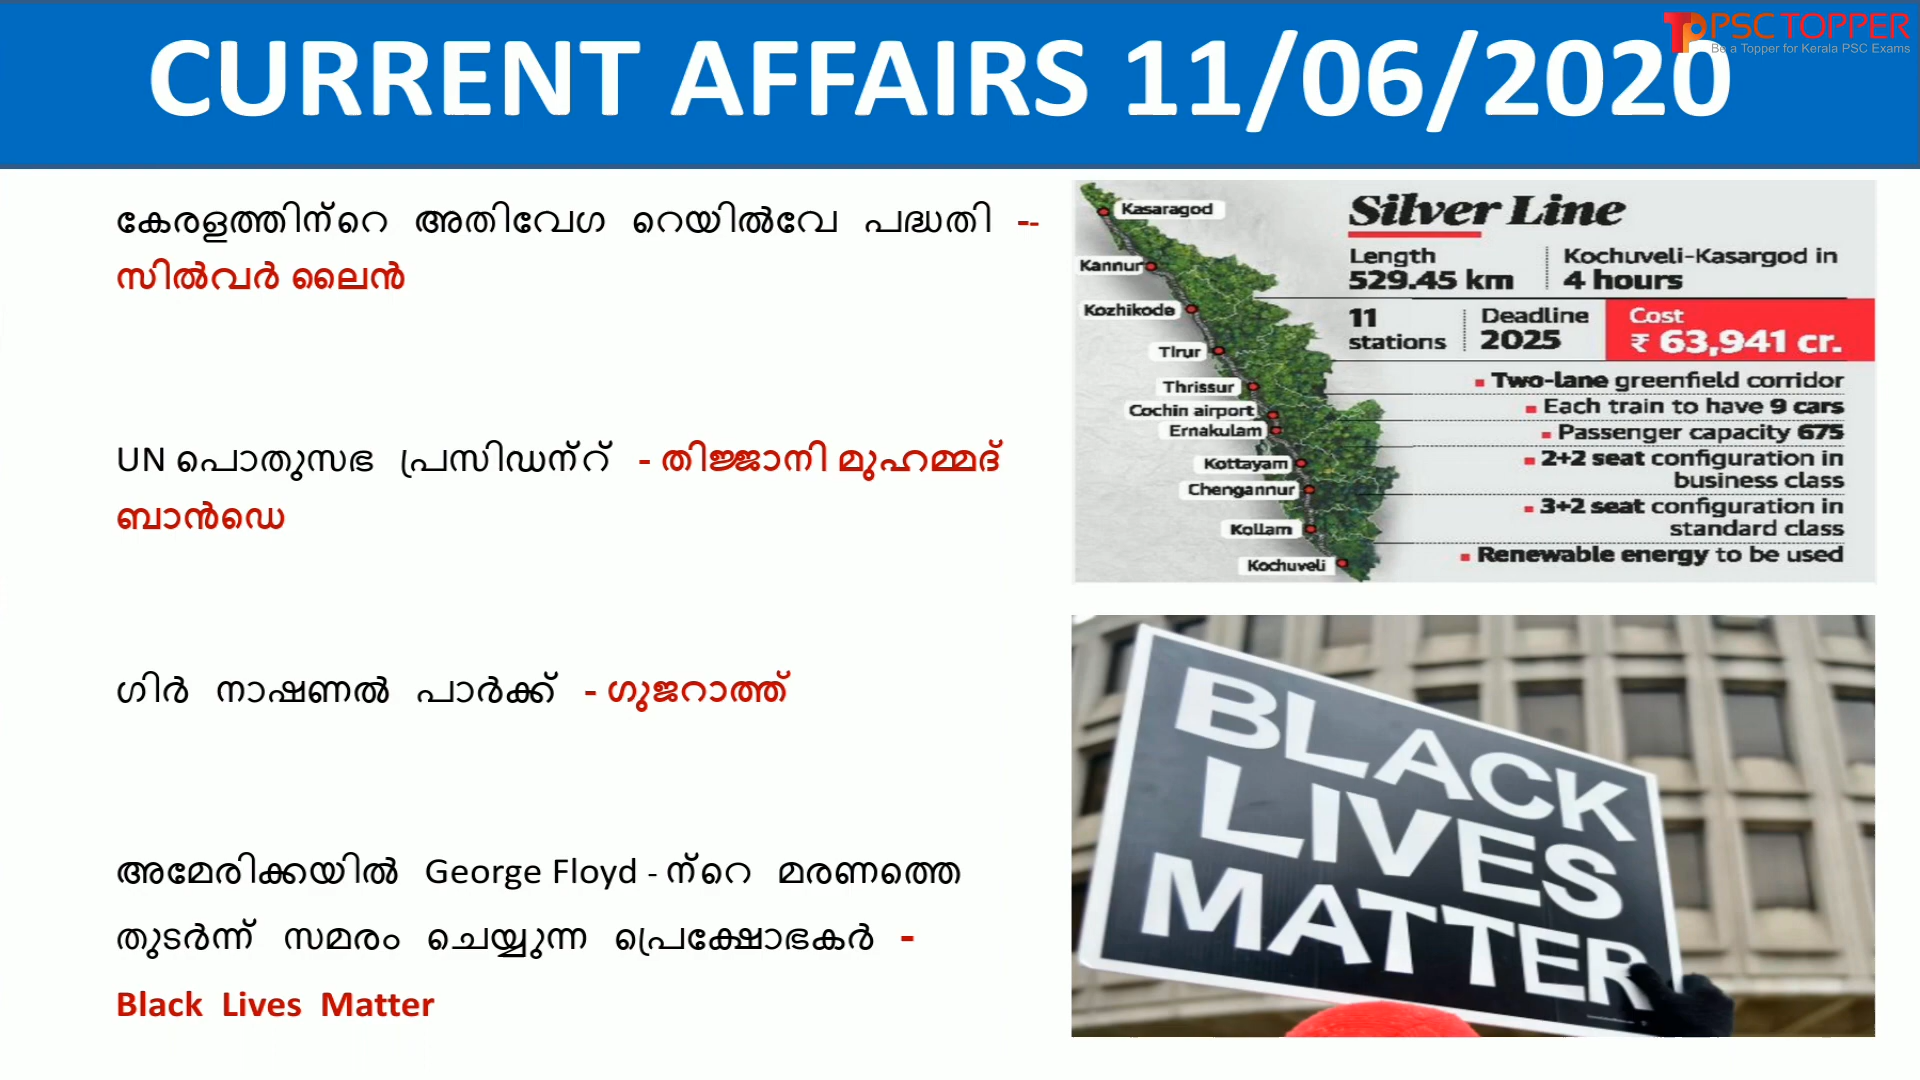 CURRENT AFFAIRS 11/06/2020
PSC TOPPER
Be a Topper for Kerala PSC Exams
കേരളത്തിന്റെ അതിവേഗ റെയിൽവേ പദ്ധതി --
സിൽവർ ലൈൻ
UN പൊതുസഭ പ്രസിഡന്റ് - തിജ്ജാനി മുഹമ്മദ്
ബാൻഡെ
ഗിർ നാഷണൽ പാർക്ക് - ഗുജറാത്ത്
അമേരിക്കയിൽ George Floyd - ന്റെ മരണത്തെ
തുടർന്ന് സമരം ചെയ്യുന്ന പ്രെക്ഷോഭകർ -
Black Lives Matter
Kasaragod
Kannur
Kozhikode
Tirur
Thrissur
Cochin airport
Ernakulam
Kottayam
Chengannur
Kollam
Kochuveli
Silver Line
Length
529.45 km
Kochuveli-Kasargod in
4 hours
11
stations
Deadline
2025
Cost
₹ 63,941 cr.
Two-lane greenfield corridor
Each train to have 9 cars
Passenger capacity 675
2+2 seat configuration in
business class
3+2 seat configuration in
standard class
Renewable energy to be used
BLACK
LIVES
MATTER